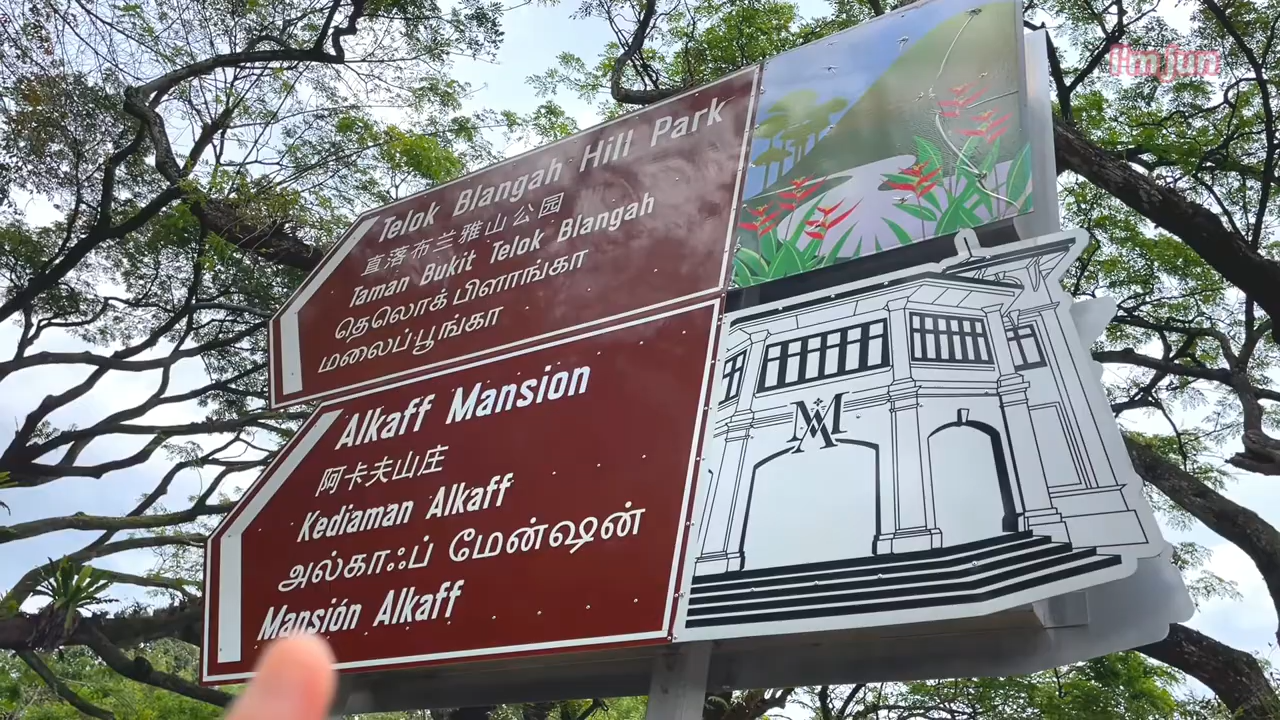 i'm jun
Telok Blangah Hill Park
直落布兰雅山公园
Taman Bukit Telok Blangah
தெலொக் பிளாங்கா
மலைப்பூங்கா
Alkaff Mansion
阿卡夫山庄
Kediaman Alkaff
அல்காஃப் மேன்ஷன்
Mansión Alkaff
AM